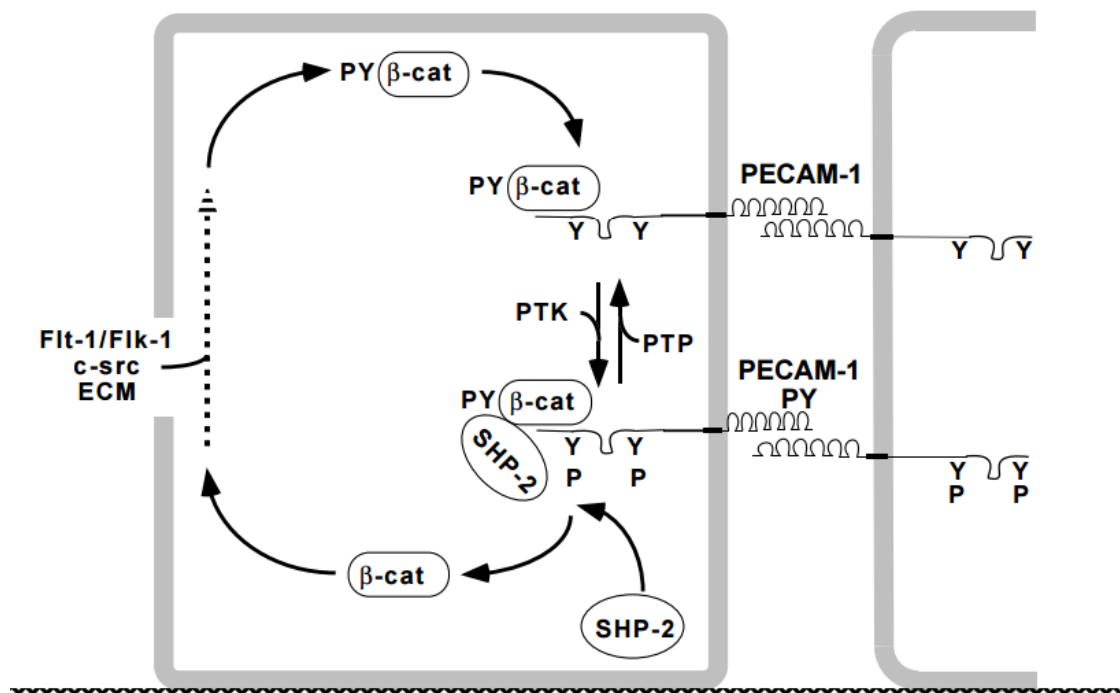 PY β-cat
PECAM-1
PY β-cat
Y Y
Y Y
PTK
PTP
Flt-1/Flk-1
c-src
ECM
PECAM-1
PY
PY β-cat
SHP-2
Y Y
P P
Y Y
P P
β-cat
SHP-2